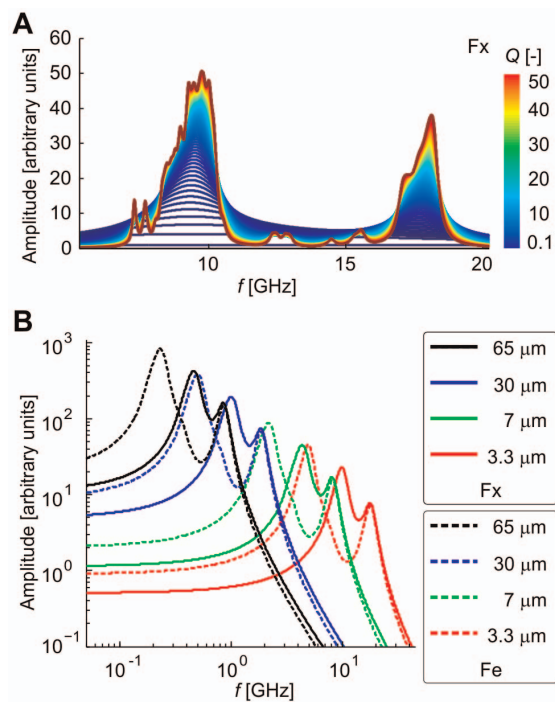 A
Fx
Q [-]
Amplitude [arbitrary units]
60
50
40
30
20
10
0
10
15
20
f [GHz]
50
40
30
20
10
0.1
B
Amplitude [arbitrary units]
10³
10²
10¹
10⁰
10⁻¹
10⁻¹
10⁰
10¹
f [GHz]
65 µm
30 µm
7 µm
3.3 µm
Fx
65 µm
30 µm
7 µm
3.3 µm
Fe